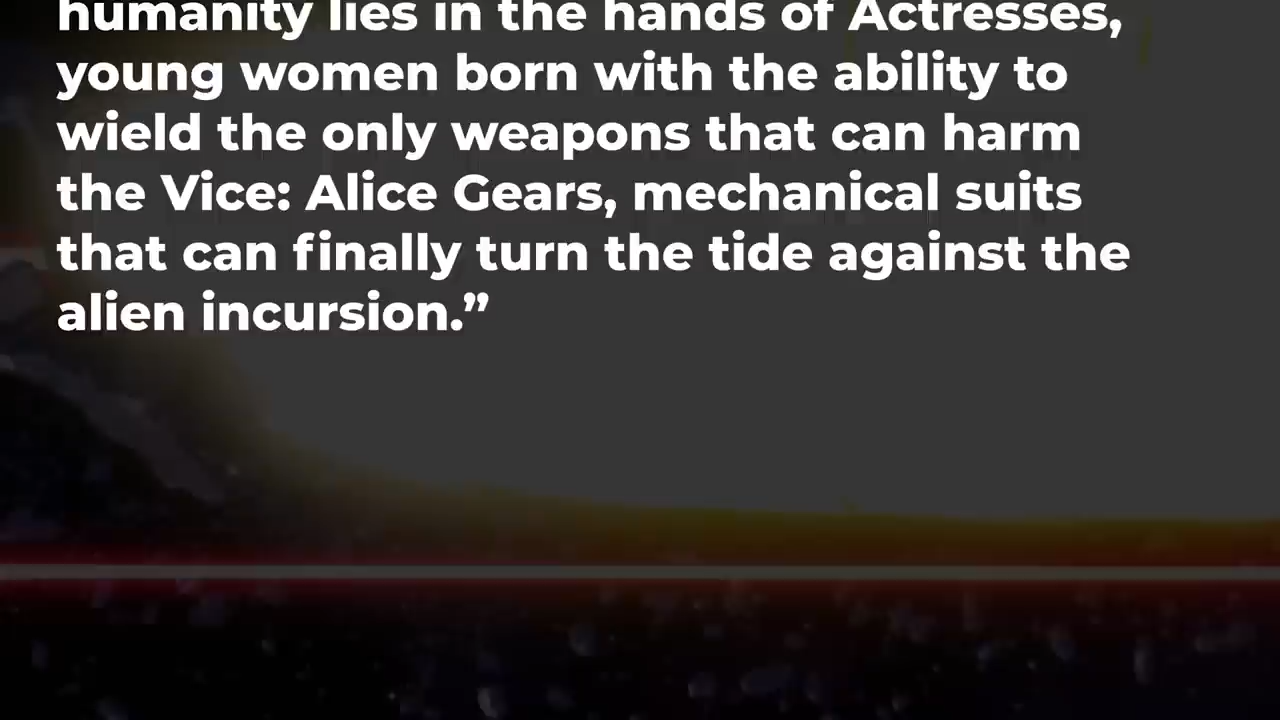 humanity lies in the hands of Actresses,
young women born with the ability to
wield the only weapons that can harm
the Vice: Alice Gears, mechanical suits
that can finally turn the tide against the
alien incursion.”